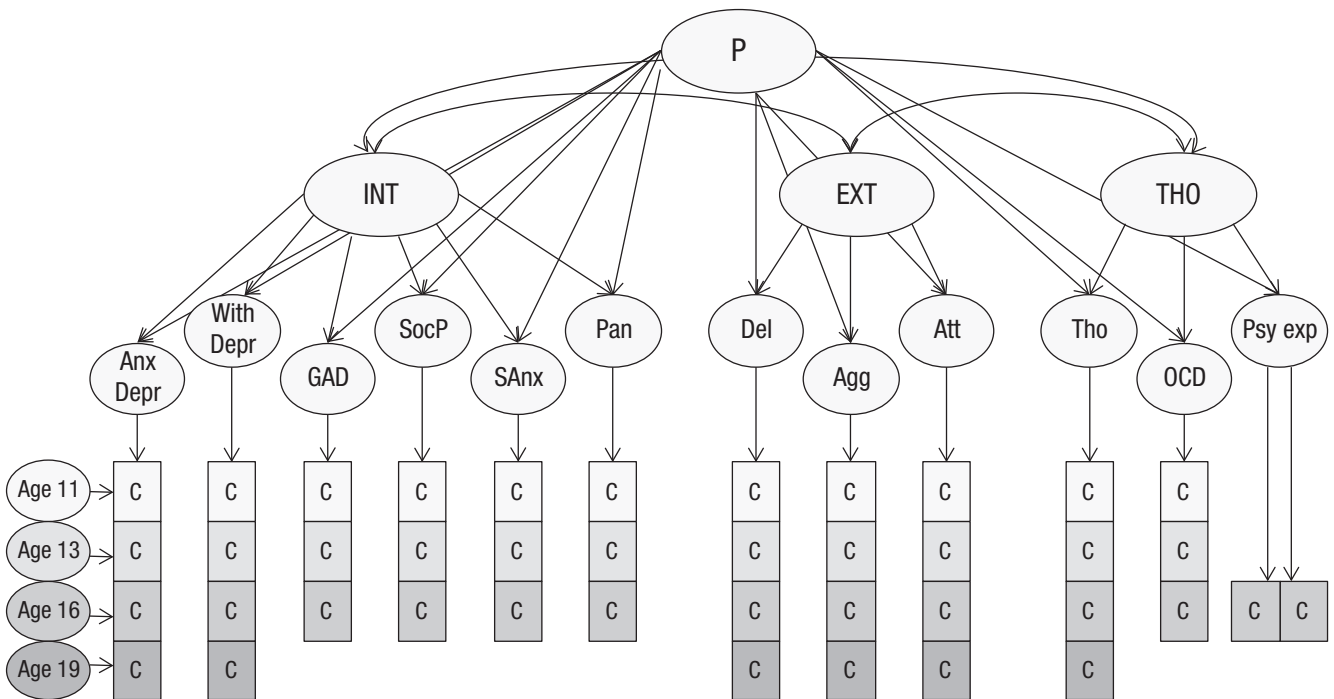 P
INT
EXT
THO
With
Depr
SocP
Pan
Del
Att
Tho
Psy exp
Anx
Depr
GAD
SAnx
Agg
OCD
Age 11
C C C C C C C C C C C
Age 13
C C C C C C C C C C C
Age 16
C C C C C C C C C C C C C
Age 19
C C C C C C